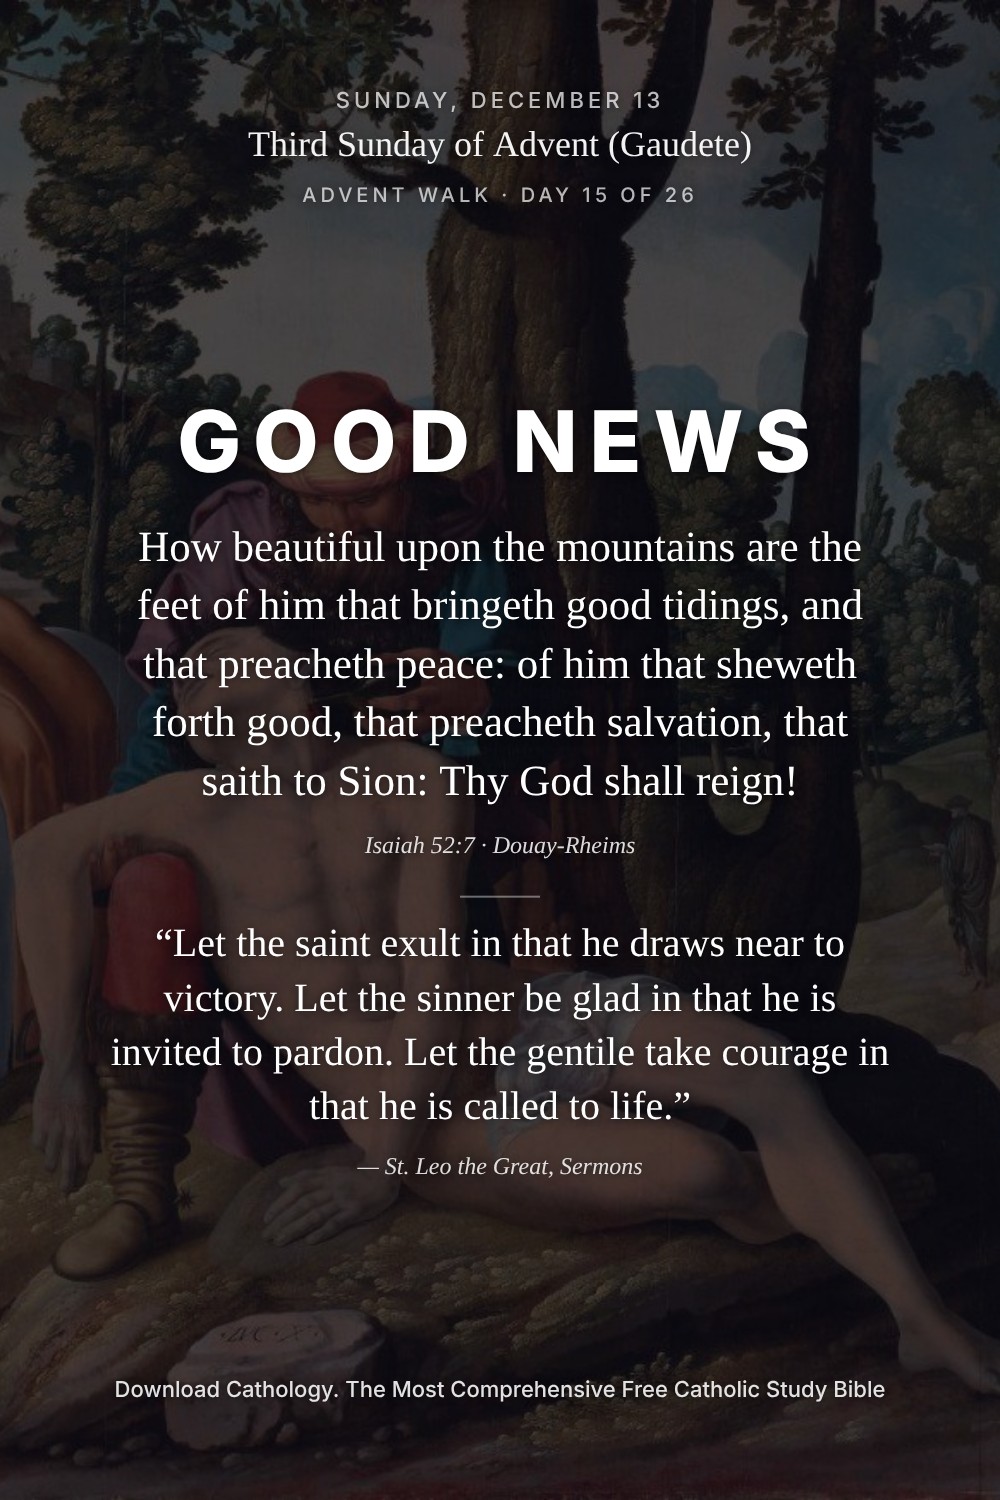 SUNDAY, DECEMBER 13
Third Sunday of Advent (Gaudete)
ADVENT WALK · DAY 15 OF 26
GOOD NEWS
How beautiful upon the mountains are the
feet of him that bringeth good tidings, and
that preacheth peace: of him that sheweth
forth good, that preacheth salvation, that
saith to Sion: Thy God shall reign!
Isaiah 52:7 · Douay-Rheims
“Let the saint exult in that he draws near to
victory. Let the sinner be glad in that he is
invited to pardon. Let the gentile take courage in
that he is called to life.”
— St. Leo the Great, Sermons
Download Cathology. The Most Comprehensive Free Catholic Study Bible